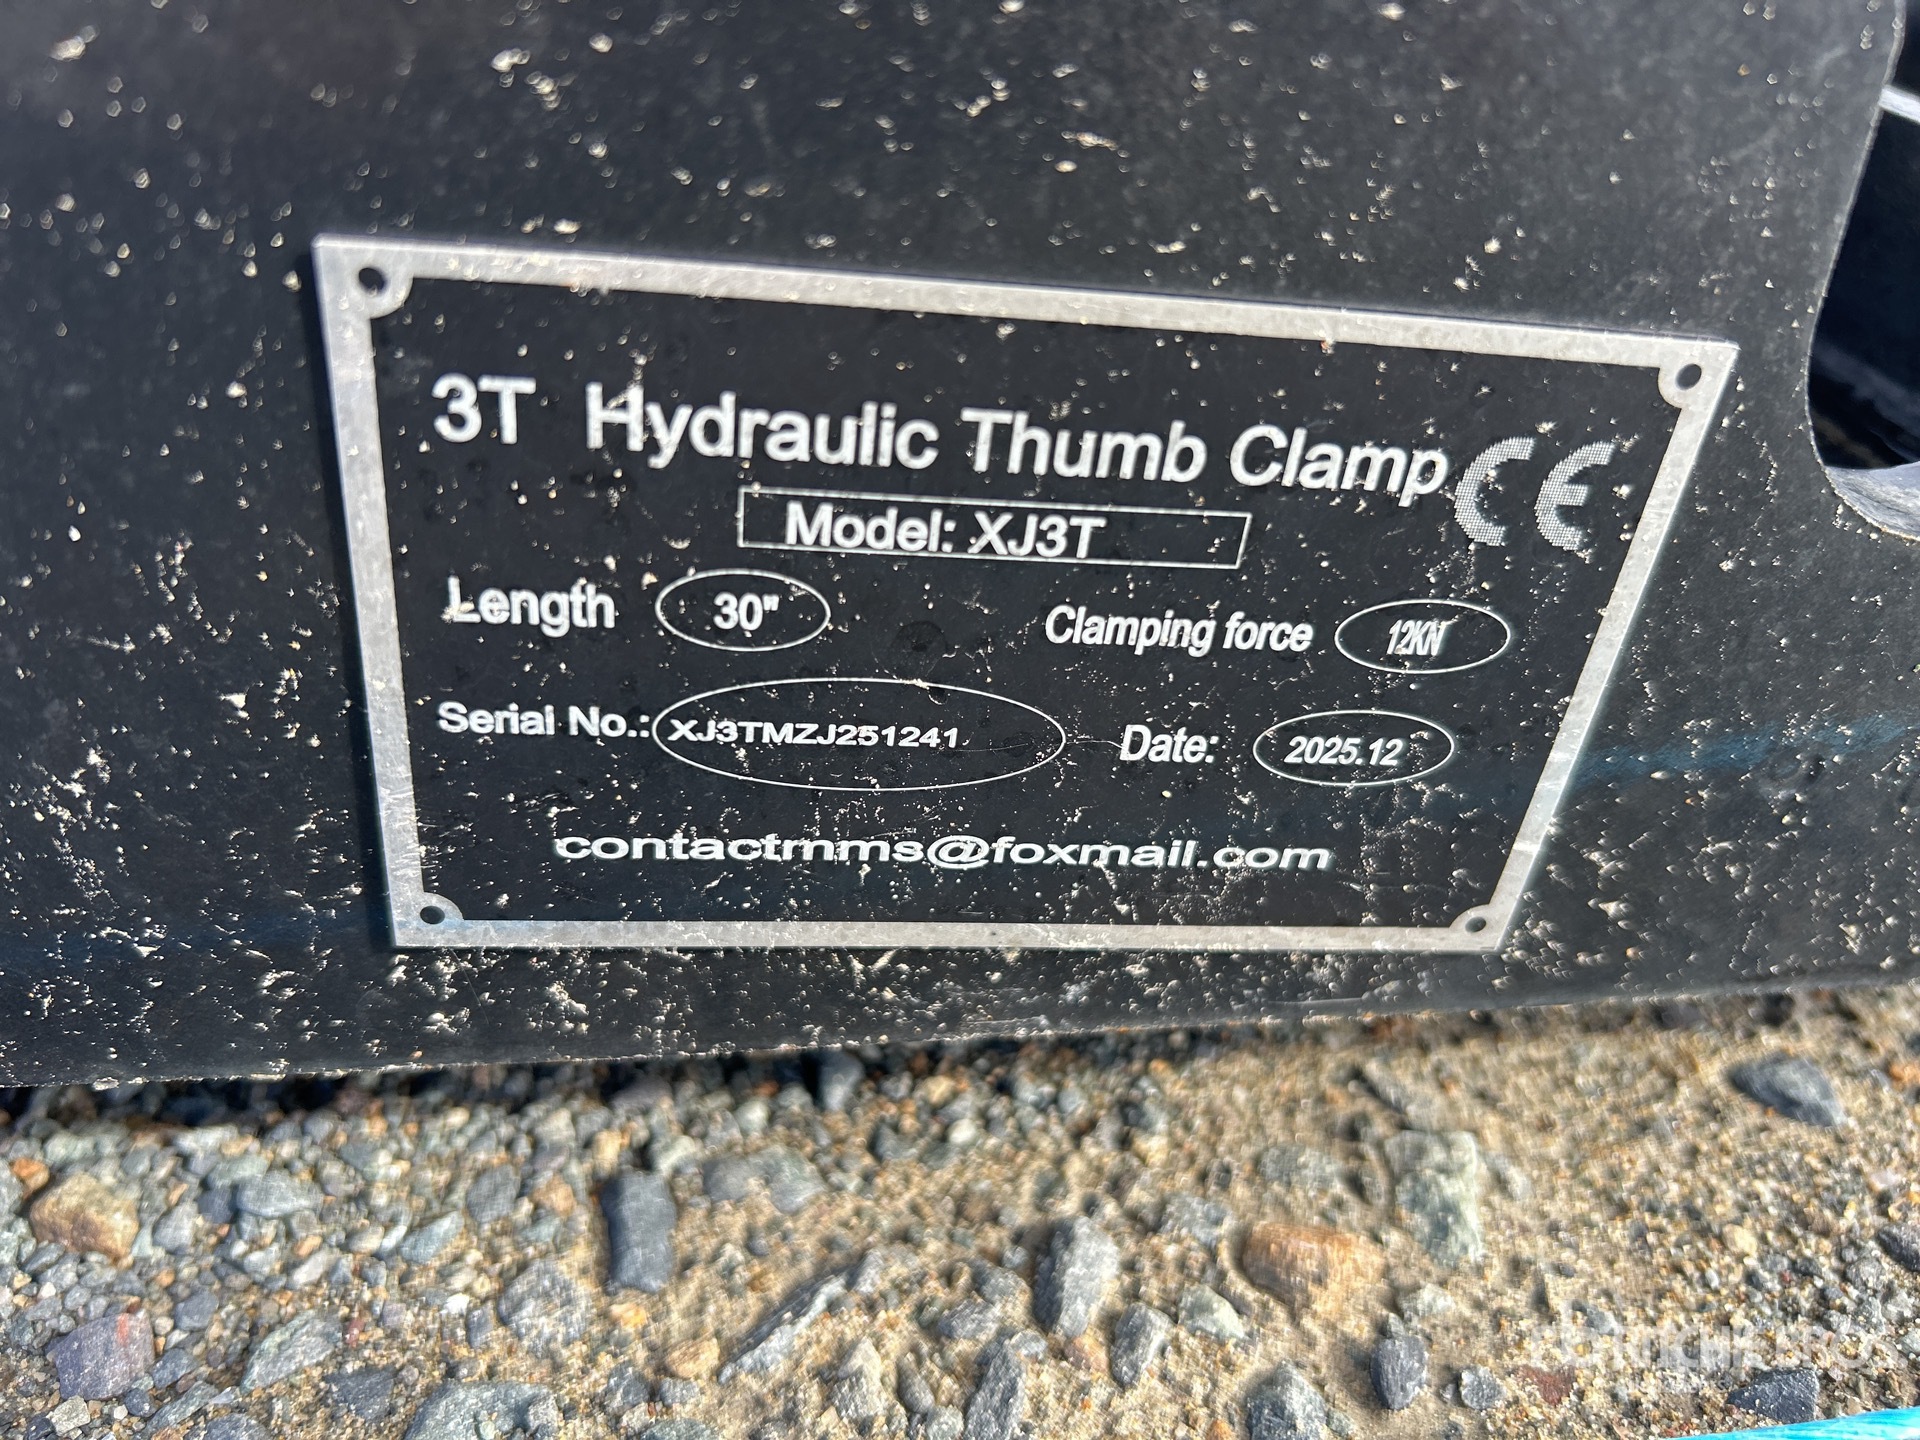 3T Hydraulic Thumb Clamp CE
Model: XJ3T
Length 30" Clamping force 12KN
Serial No.: XJ3TMZJ251241 Date: 2025.12
contactrnms@foxmail.com